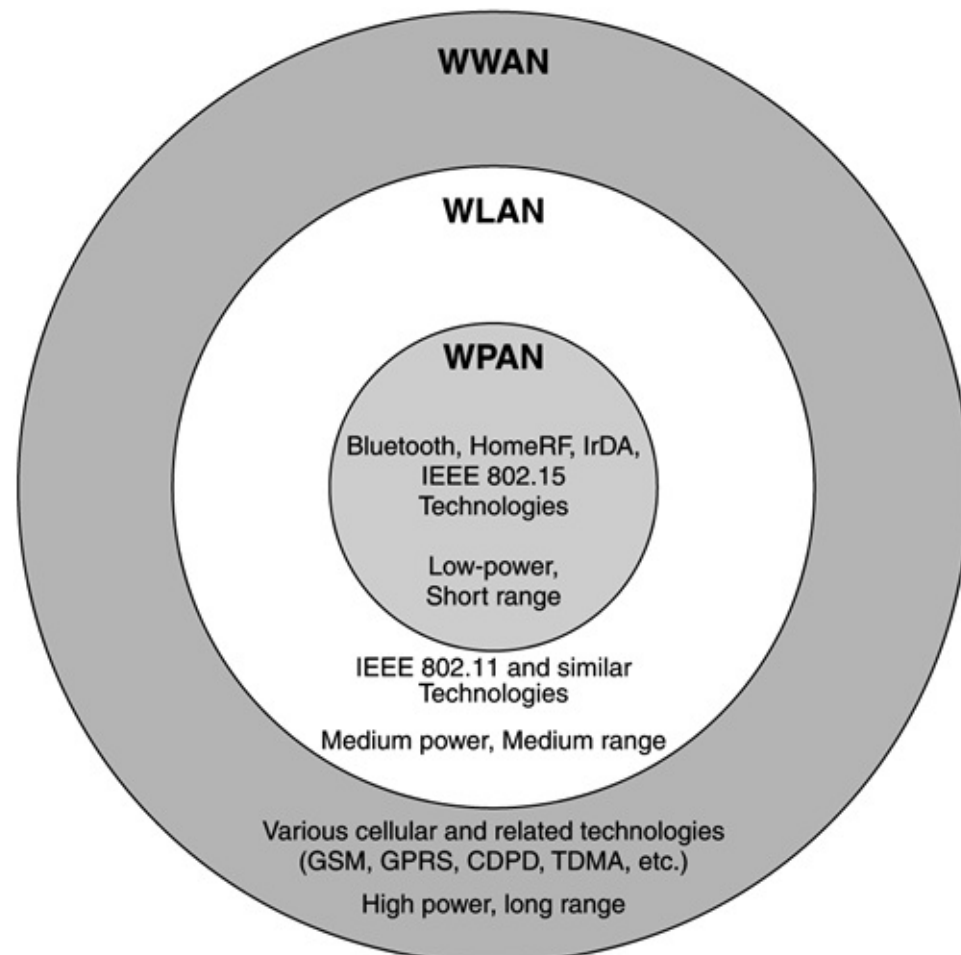 WWAN
WLAN
WPAN
Bluetooth, HomeRF, IrDA,
IEEE 802.15
Technologies
Low-power,
Short range
IEEE 802.11 and similar
Technologies
Medium power, Medium range
Various cellular and related technologies
(GSM, GPRS, CDPD, TDMA, etc.)
High power, long range